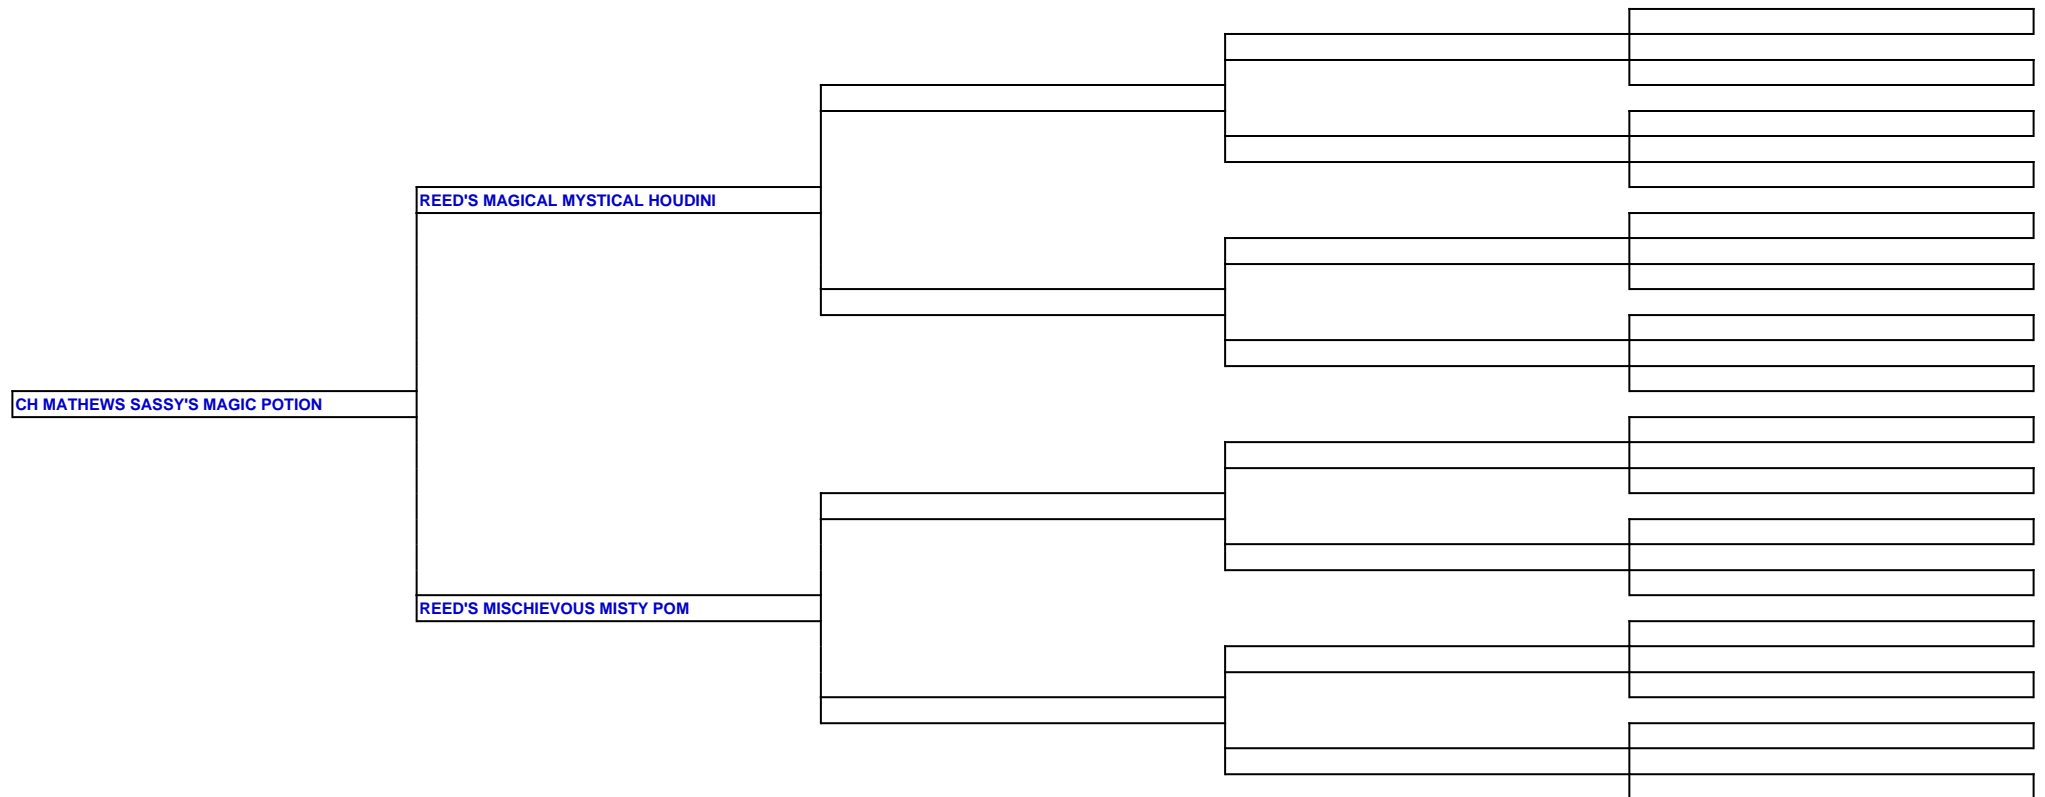 REED'S MAGICAL MYSTICAL HOUDINI
CH MATHEWS SASSY'S MAGIC POTION
REED'S MISCHIEVOUS MISTY POM